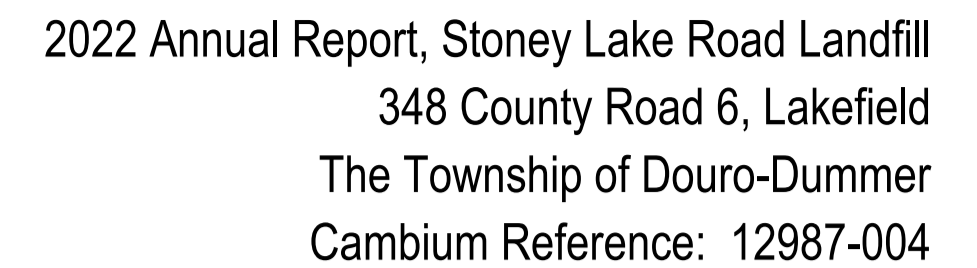 2022 Annual Report, Stoney Lake Road Landfill
348 County Road 6, Lakefield
The Township of Douro-Dummer
Cambium Reference:  12987-004